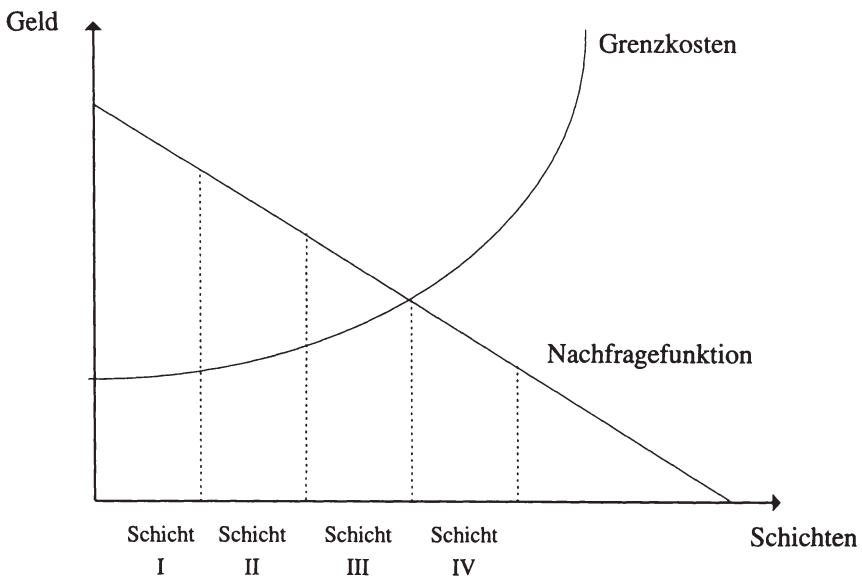 Geld
Grenzkosten
Nachfragefunktion
Schicht Schicht Schicht Schicht
I II III IV
Schichten